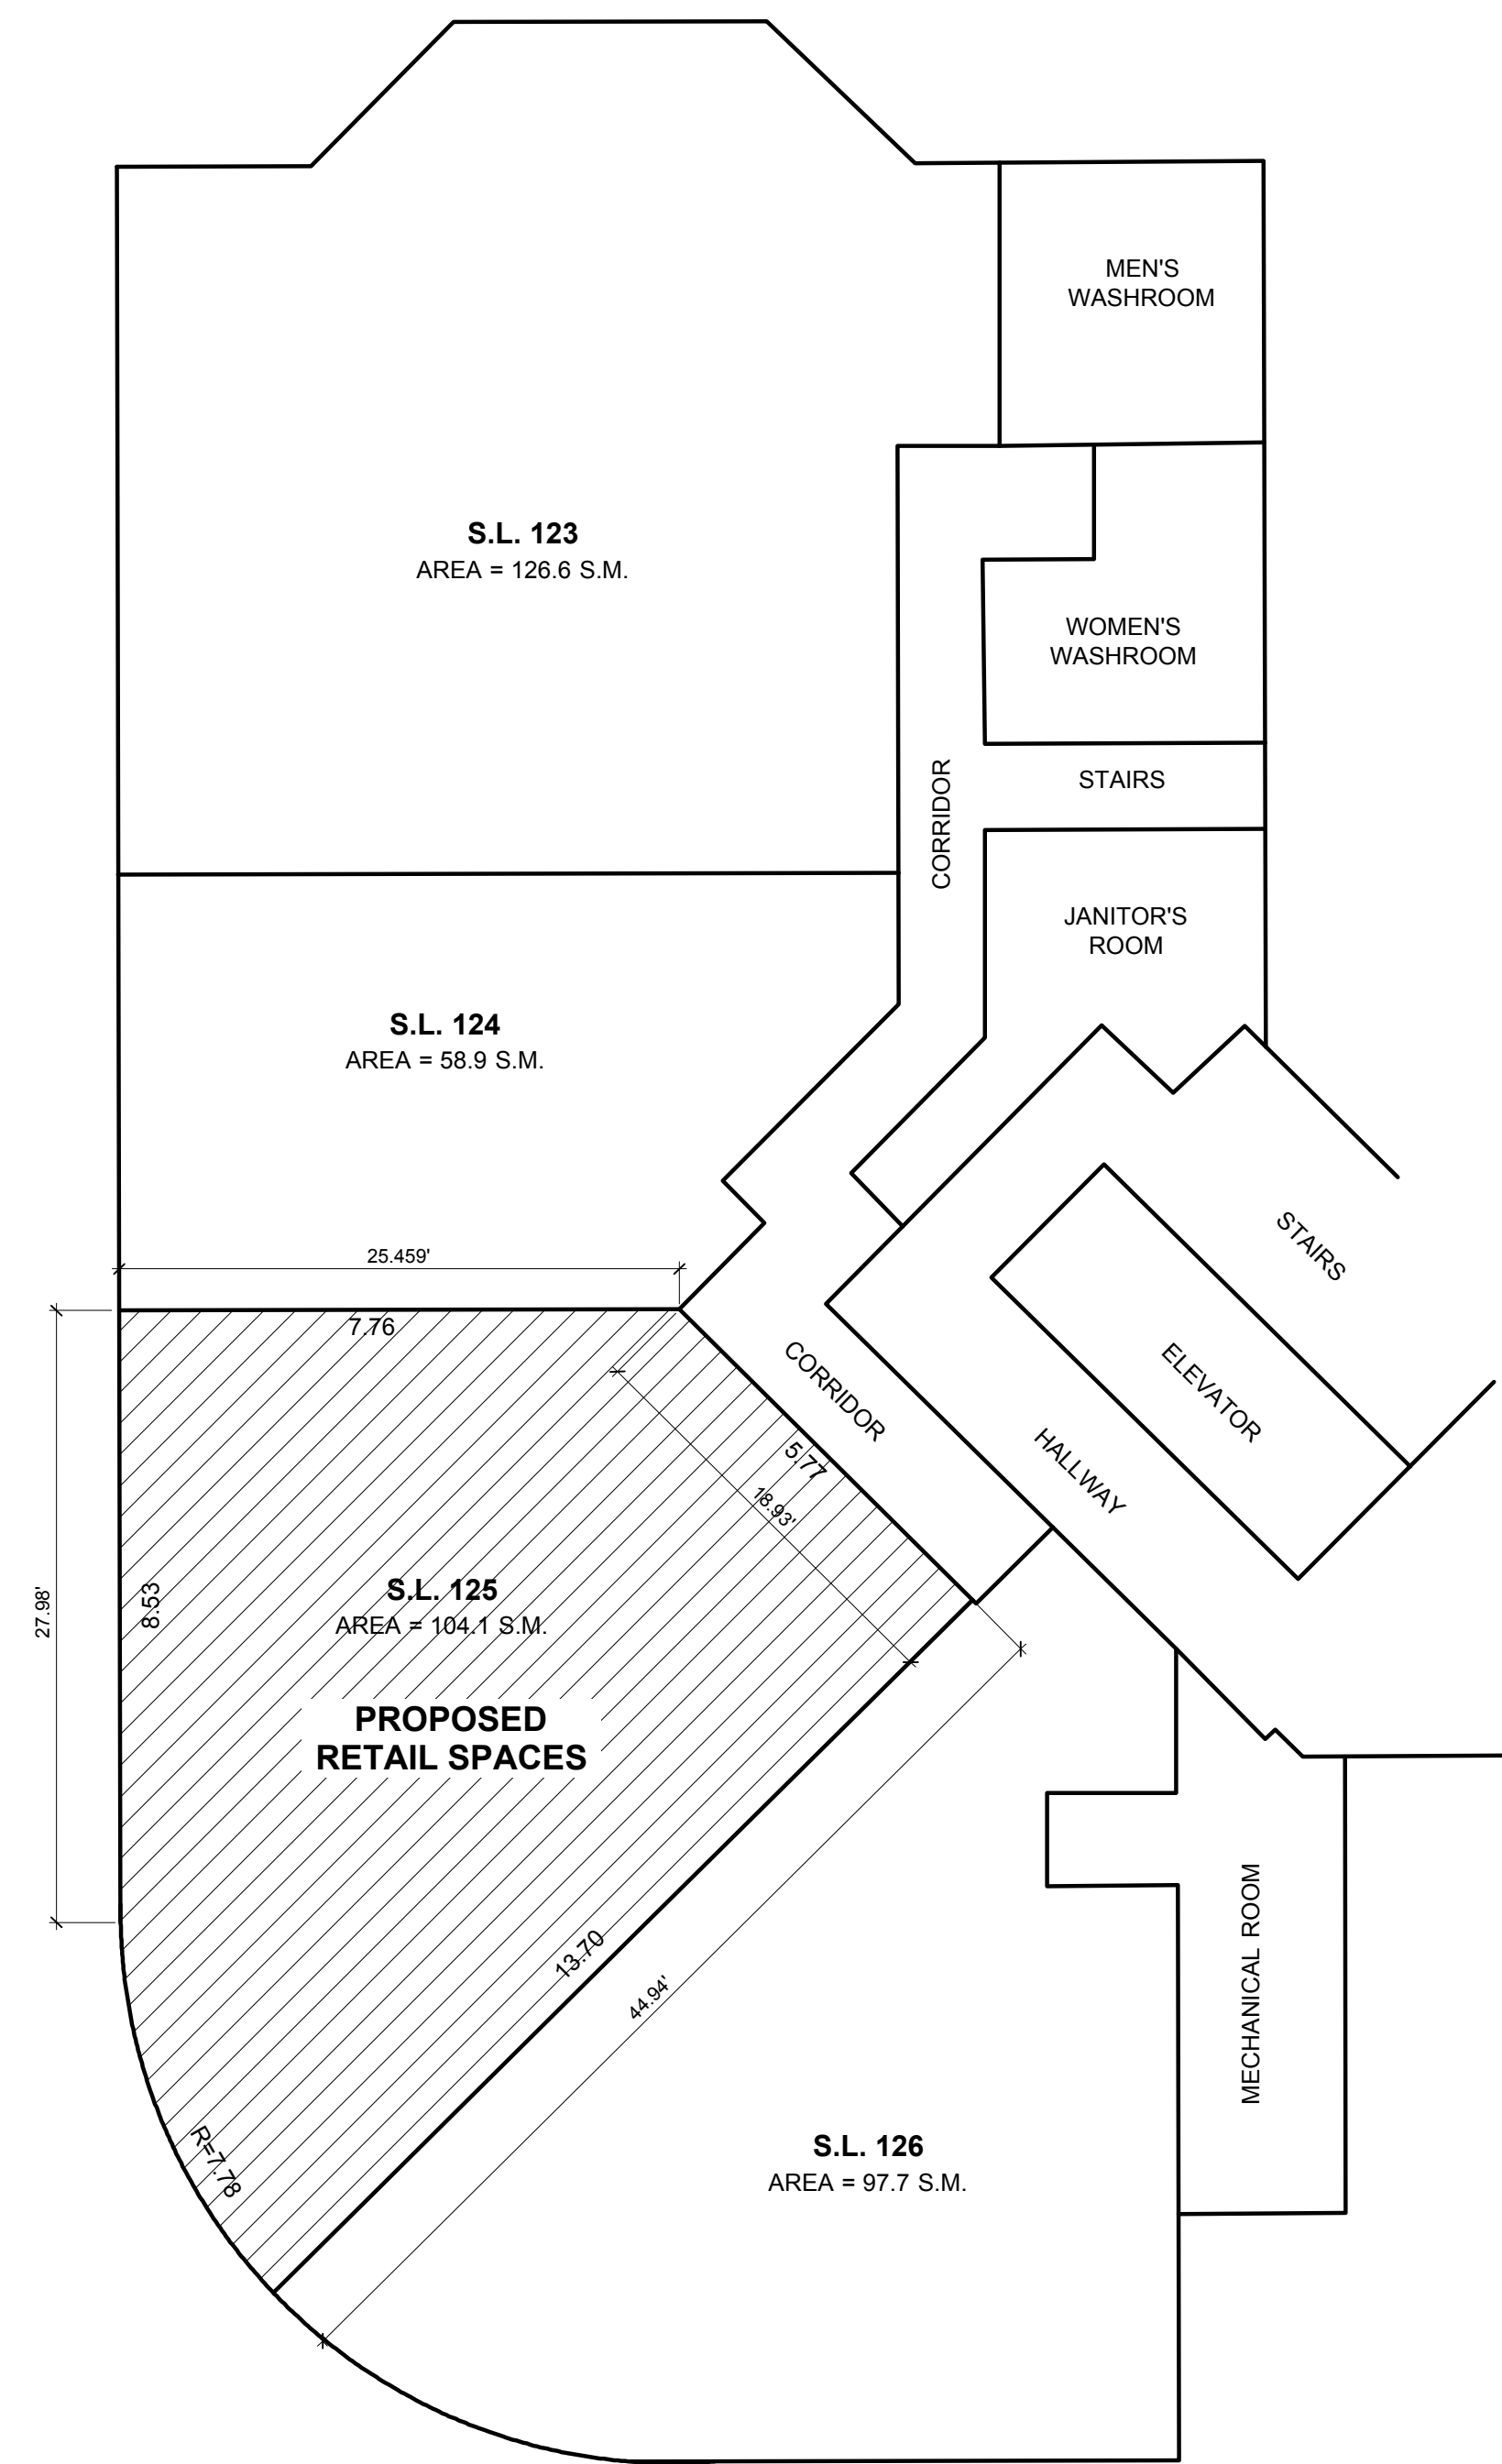 MEN'S
WASHROOM
S.L. 123
AREA = 126.6 S.M.
WOMEN'S
WASHROOM
CORRIDOR
STAIRS
JANITOR'S
ROOM
S.L. 124
AREA = 58.9 S.M.
STAIRS
25.459'
7.76
CORRIDOR
ELEVATOR
HALLWAY
5.77
18.93'
27.98'
8.53
S.L. 125
AREA = 104.1 S.M.
PROPOSED
RETAIL SPACES
13.70
44.94'
MECHANICAL ROOM
R=7.78
S.L. 126
AREA = 97.7 S.M.